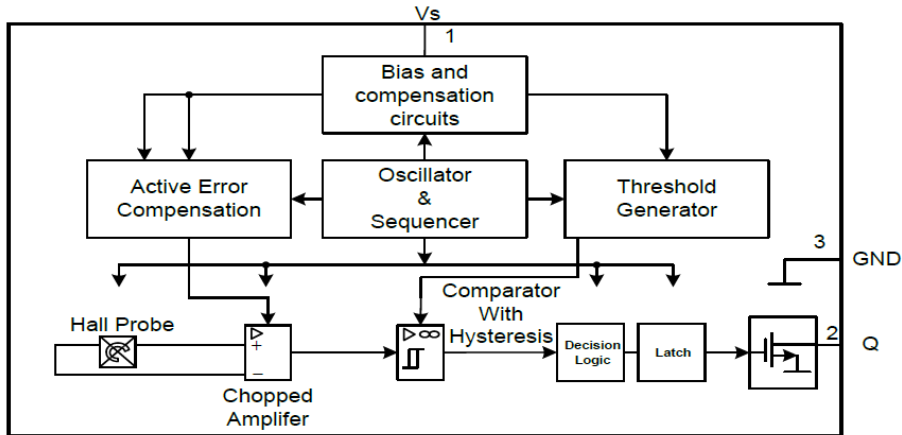 Vs
1
Bias and
compensation
circuits
Active Error
Compensation
Oscillator
&
Sequencer
Threshold
Generator
3
GND
Hall Probe
+
−
Chopped
Amplifer
▷∞
Comparator
With
Hysteresis
Decision
Logic
Latch
2
Q